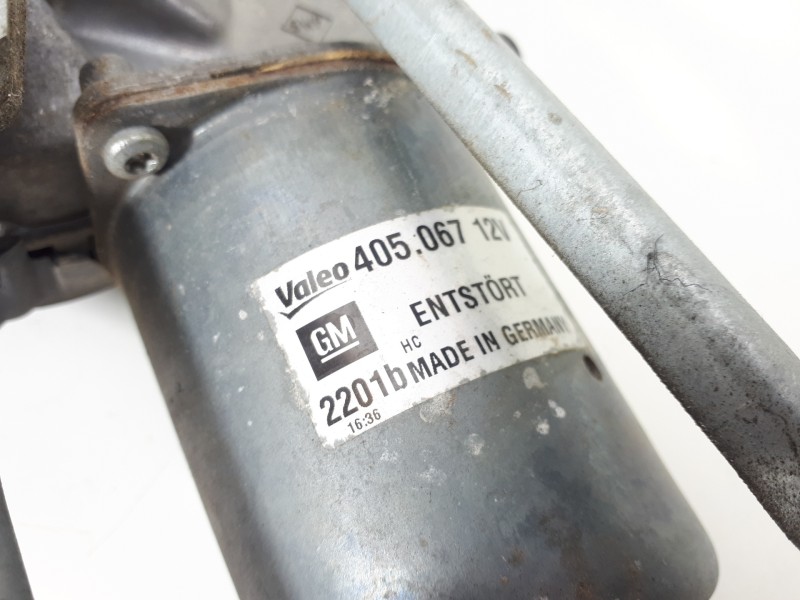 Valeo 405.067 12V
GM ENTSTÖRT
HC
2201b MADE IN GERMANY
16:36